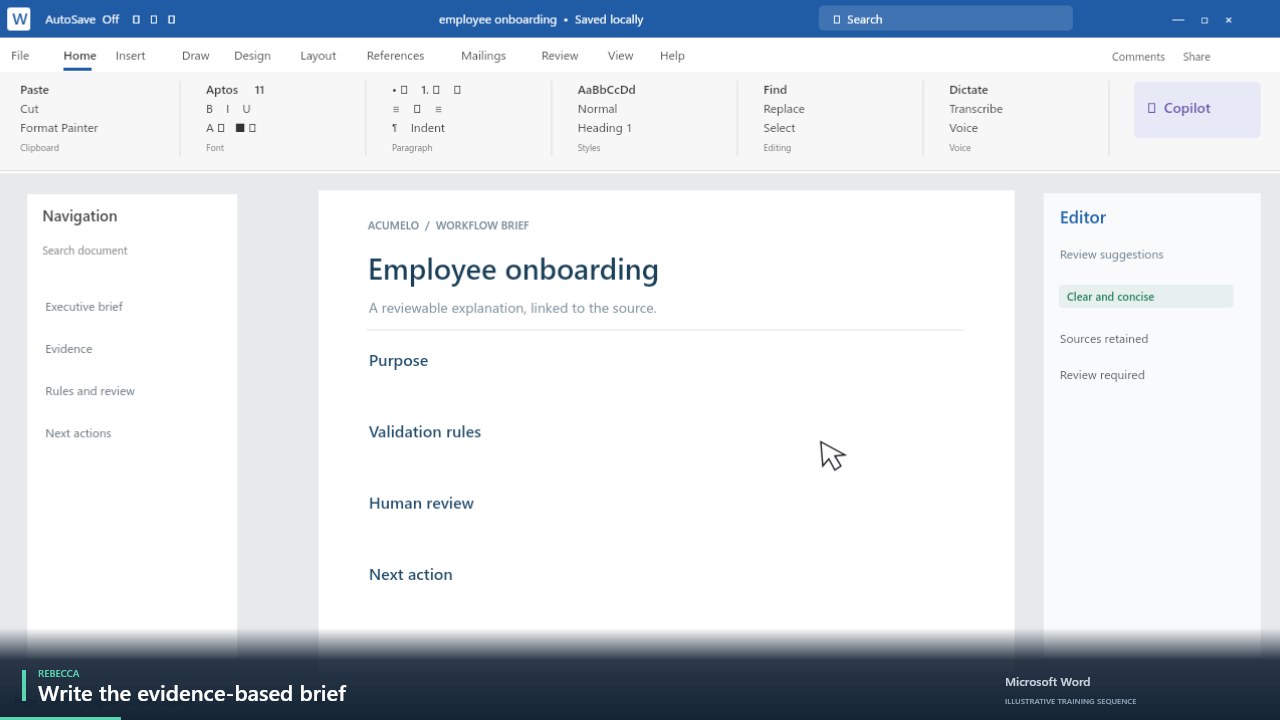 W AutoSave Off employee onboarding • Saved locally Search
File Home Insert Draw Design Layout References Mailings Review View Help Comments Share
Paste
Cut
Format Painter
Clipboard
Aptos 11
B I U
A
Font
• 1.
¶ Indent
Paragraph
AaBbCcDd
Normal
Heading 1
Styles
Find
Replace
Select
Editing
Dictate
Transcribe
Voice
Voice
Copilot
Navigation
Search document
Executive brief
Evidence
Rules and review
Next actions
ACUMELO / WORKFLOW BRIEF
Employee onboarding
A reviewable explanation, linked to the source.
Purpose
Validation rules
Human review
Next action
Editor
Review suggestions
Clear and concise
Sources retained
Review required
REBECCA
Write the evidence-based brief
Microsoft Word
ILLUSTRATIVE TRAINING SEQUENCE